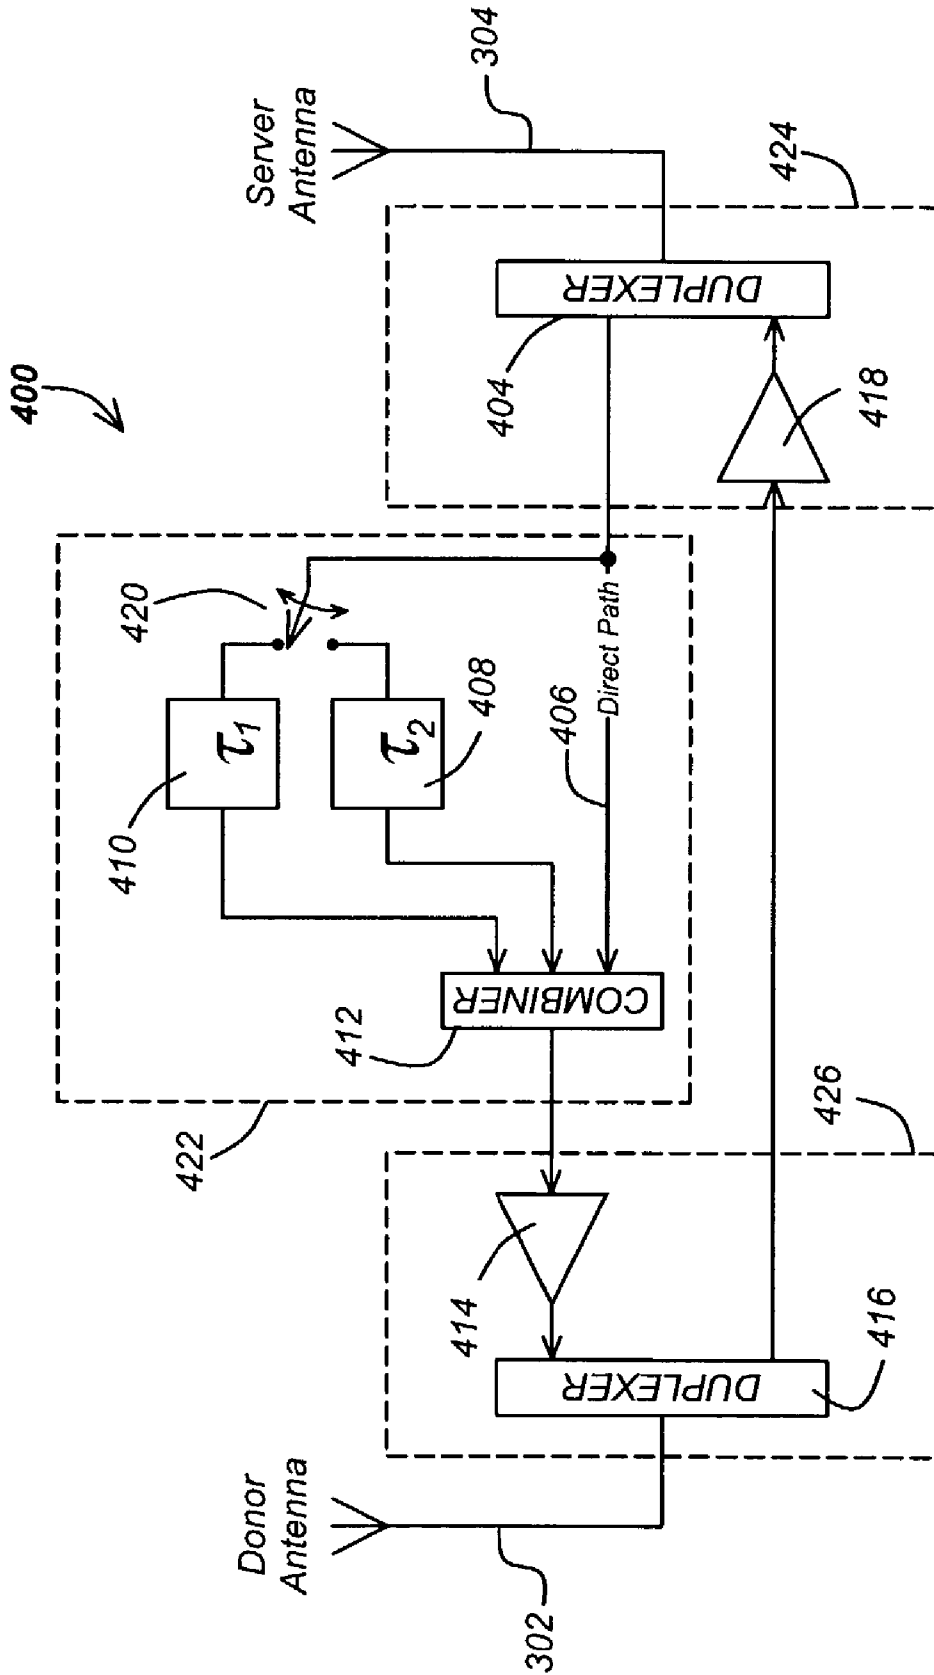 400
Server
Antenna
304
424
DUPLEXER
404
418
420
τ1
410
τ2
408
Direct Path
406
COMBINER
412
422
426
414
DUPLEXER
416
Donor
Antenna
302